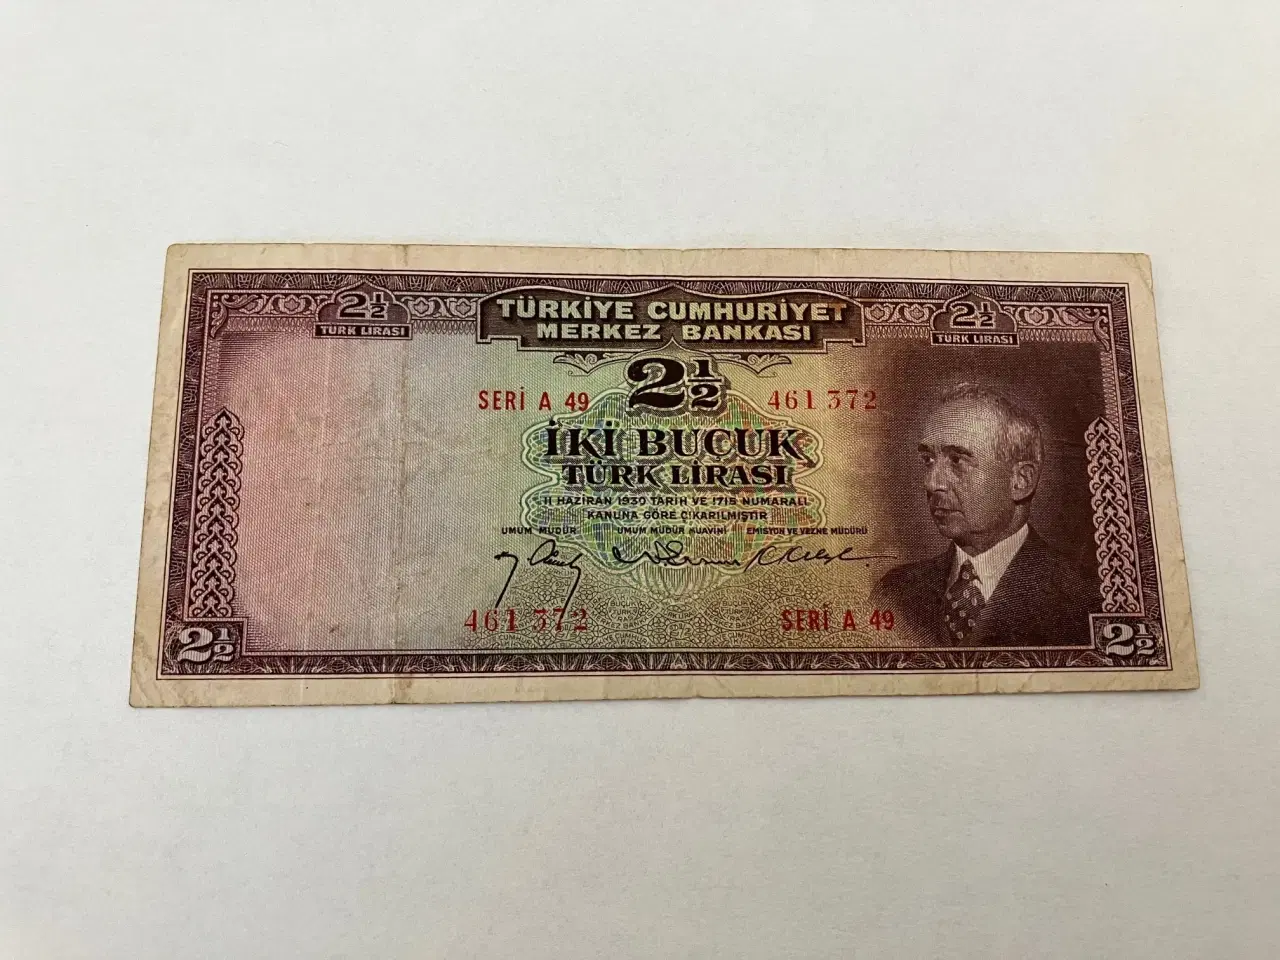 TÜRKİYE CUMHURİYET
MERKEZ BANKASI
2½
TÜRK LİRASI
2½
TÜRK LİRASI
2½
SERİ A 49
461 372
İKİ BUÇUK
TÜRK LİRASI
11 HAZİRAN 1930 TARİH VE 1715 NUMARALI
KANUNA GÖRE ÇIKARILMIŞTIR
UMUM MÜDÜR
UMUM MÜDÜR MUAVİNİ
EMİSYON VE VEZNE MÜDÜRÜ
461 372
SERİ A 49
2½
2½